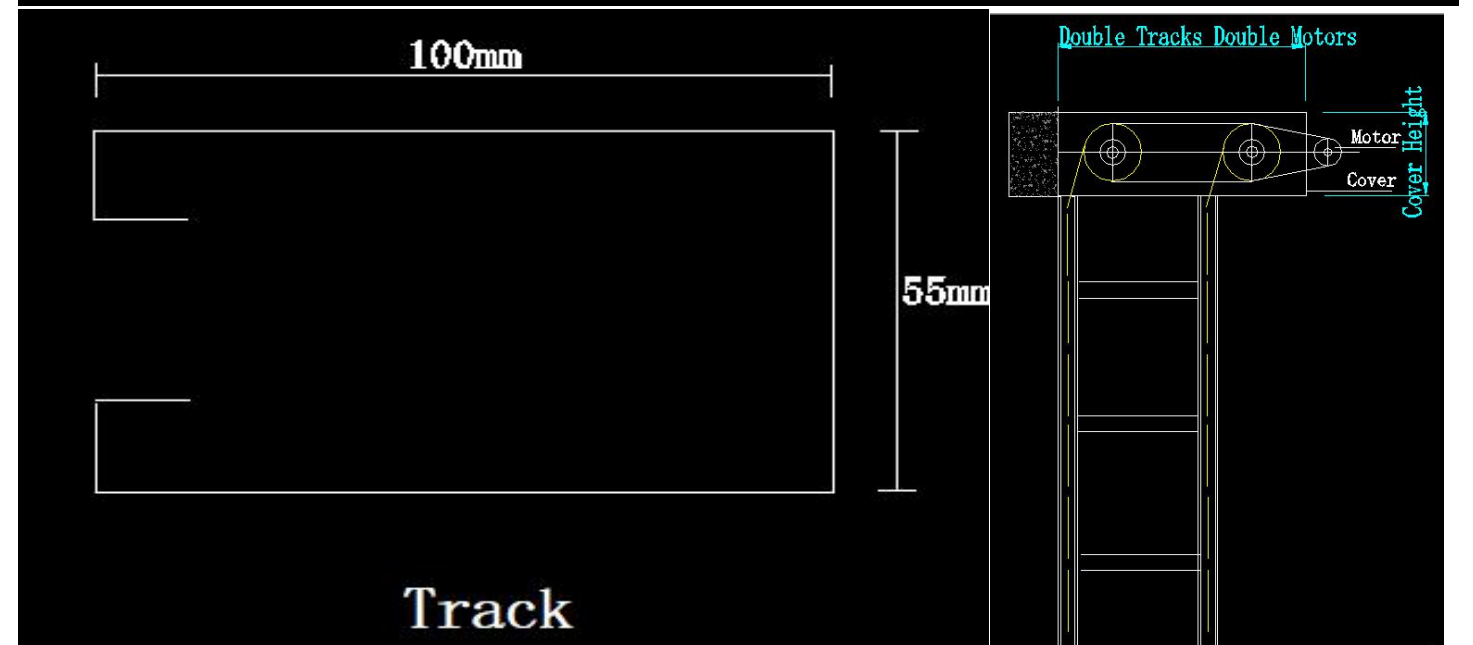 100mm
55mm
Track
Double Tracks Double Motors
Cover Height
Motor
Cover